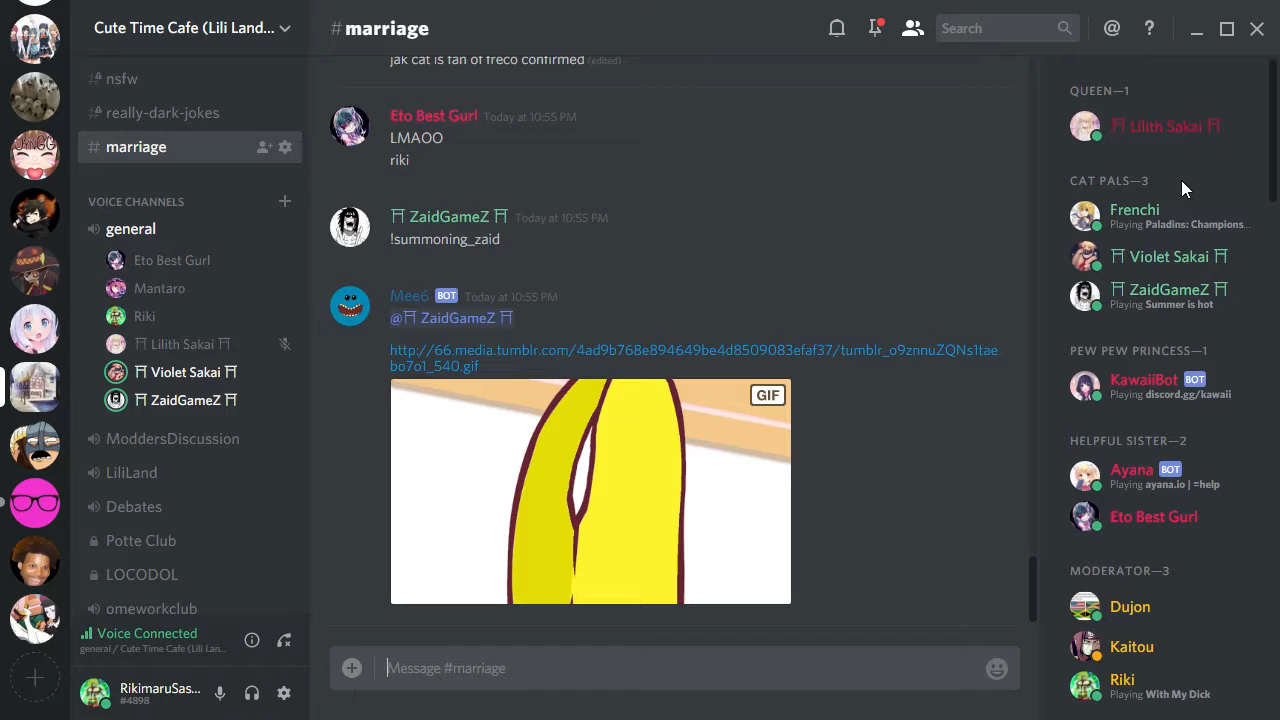 Cute Time Cafe (Lili Land...
nsfw
really-dark-jokes
# marriage
VOICE CHANNELS
general
Eto Best Gurl
Mantaro
Riki
⛩ Lilith Sakai ⛩
⛩ Violet Sakai ⛩
⛩ ZaidGameZ ⛩
ModdersDiscussion
LiliLand
Debates
Potte Club
LOCODOL
omeworkclub
Voice Connected
general / Cute Time Cafe (Lili Lan...
RikimaruSas...
#4898
#marriage
Search
jak cat is fan of freco confirmed (edited)
Eto Best Gurl Today at 10:55 PM
LMAOO
riki
⛩ ZaidGameZ ⛩ Today at 10:55 PM
!summoning_zaid
Mee6 BOT Today at 10:55 PM
@⛩ ZaidGameZ ⛩
http://66.media.tumblr.com/4ad9b768e894649be4d8509083efaf37/tumblr_o9znnuZQNs1tae
bo7o1_540.gif
GIF
Message #marriage
QUEEN—1
⛩ Lilith Sakai ⛩
CAT PALS—3
Frenchi
Playing Paladins: Champions...
⛩ Violet Sakai ⛩
⛩ ZaidGameZ ⛩
Playing Summer is hot
PEW PEW PRINCESS—1
KawaiiBot BOT
Playing discord.gg/kawaii
HELPFUL SISTER—2
Ayana BOT
Playing ayana.io | =help
Eto Best Gurl
MODERATOR—3
Dujon
Kaitou
Riki
Playing With My Dick